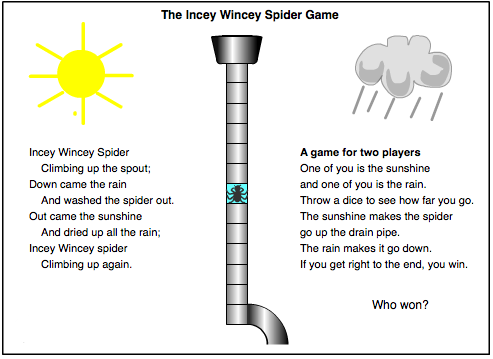 The Incey Wincey Spider Game
Incey Wincey Spider
Climbing up the spout;
Down came the rain
And washed the spider out.
Out came the sunshine
And dried up all the rain;
Incey Wincey spider
Climbing up again.
A game for two players
One of you is the sunshine
and one of you is the rain.
Throw a dice to see how far you go.
The sunshine makes the spider
go up the drain pipe.
The rain makes it go down.
If you get right to the end, you win.
Who won?